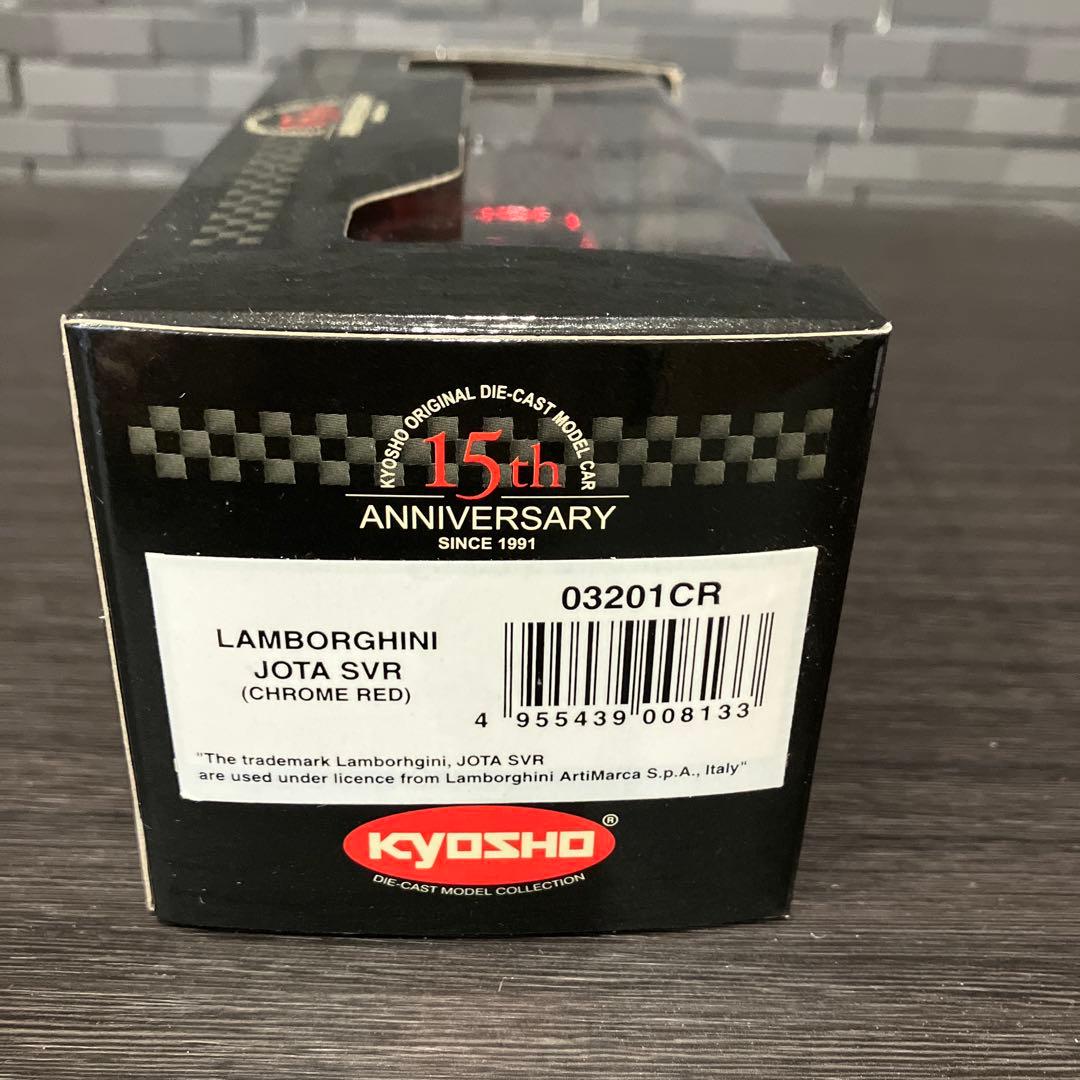 KYOSHO ORIGINAL DIE-CAST MODEL CAR
15th
ANNIVERSARY
SINCE 1991
03201CR
LAMBORGHINI
JOTA SVR
(CHROME RED)
4 955439 008133
"The trademark Lamborhgini, JOTA SVR
are used under licence from Lamborghini ArtiMarca S.p.A., Italy"
KYOSHO®
DIE-CAST MODEL COLLECTION